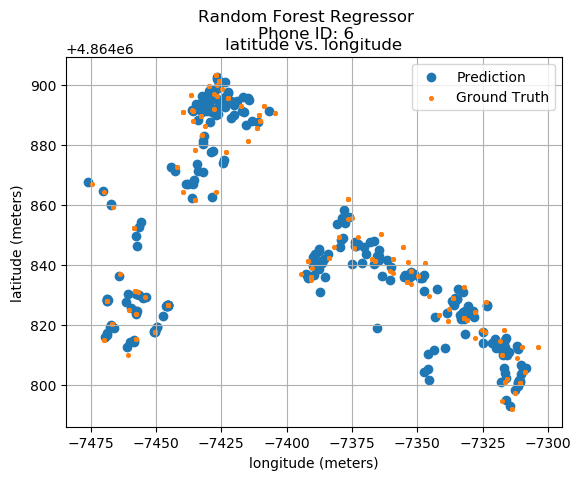 Random Forest Regressor
Phone ID: 6
latitude vs. longitude
+4.864e6
Prediction
Ground Truth
900
880
860
840
820
800
latitude (meters)
−7475 −7450 −7425 −7400 −7375 −7350 −7325 −7300
longitude (meters)